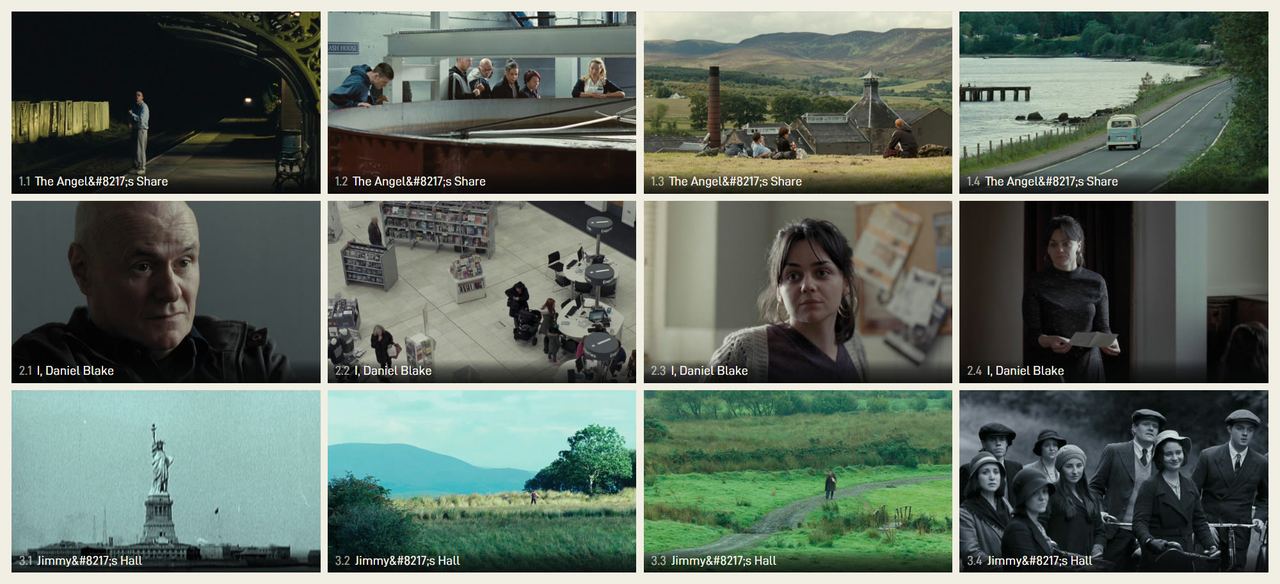 ASH HOUSE
1.1 The Angel&#8217;s Share
1.2 The Angel&#8217;s Share
1.3 The Angel&#8217;s Share
1.4 The Angel&#8217;s Share
2.1 I, Daniel Blake
2.2 I, Daniel Blake
2.3 I, Daniel Blake
2.4 I, Daniel Blake
3.1 Jimmy&#8217;s Hall
3.2 Jimmy&#8217;s Hall
3.3 Jimmy&#8217;s Hall
3.4 Jimmy&#8217;s Hall